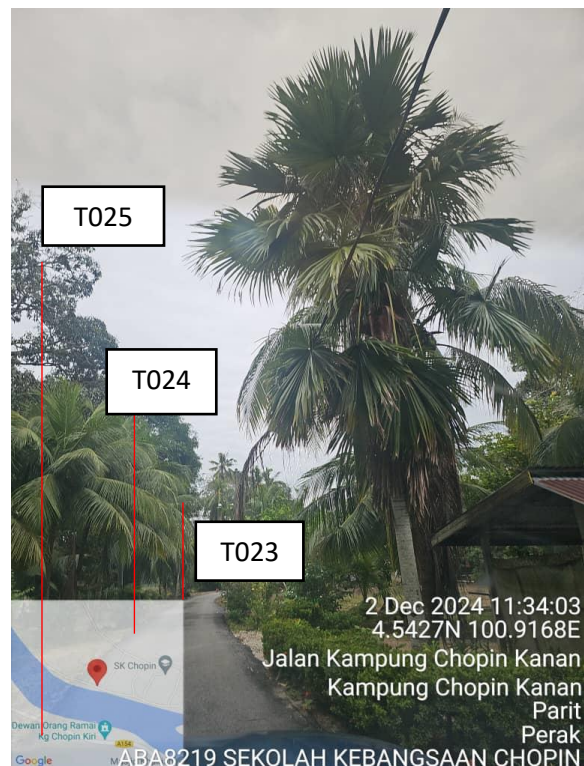 T025
T024
T023
2 Dec 2024 11:34:03
4.5427N 100.9168E
Jalan Kampung Chopin Kanan
Kampung Chopin Kanan
Parit
Perak
ABA8219 SEKOLAH KEBANGSAAN CHOPIN
SK Chopin
Dewan Orang Ramai
Kg Chopin Kiri
A154
Google